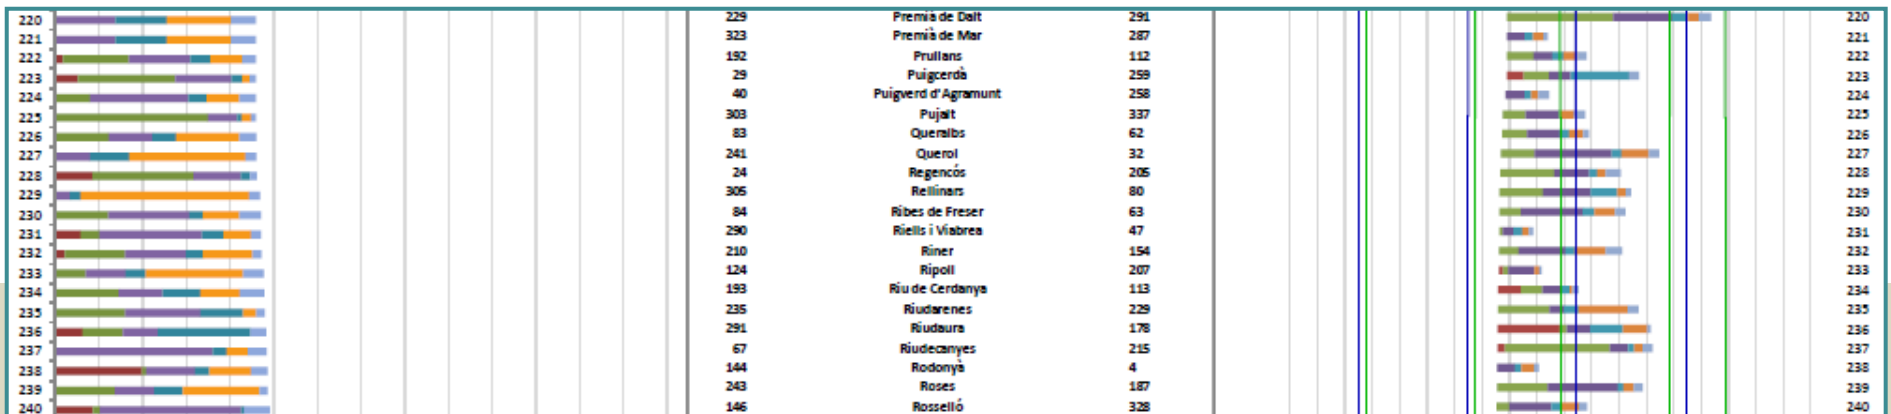 220 229 Premià de Dalt 291 220
221 323 Premià de Mar 287 221
222 192 Prullans 112 222
223 29 Puigcerdà 259 223
224 40 Puigverd d'Agramunt 258 224
225 303 Pujalt 337 225
226 83 Queralbs 62 226
227 241 Querol 32 227
228 24 Regencós 205 228
229 305 Rellinars 80 229
230 84 Ribes de Freser 63 230
231 290 Riells i Viabrea 47 231
232 210 Riner 154 232
233 124 Ripoll 207 233
234 193 Riu de Cerdanya 113 234
235 235 Riudarenes 229 235
236 291 Riudaura 178 236
237 67 Riudecanyes 215 237
238 144 Rodonyà 4 238
239 243 Roses 187 239
240 146 Rosselló 328 240